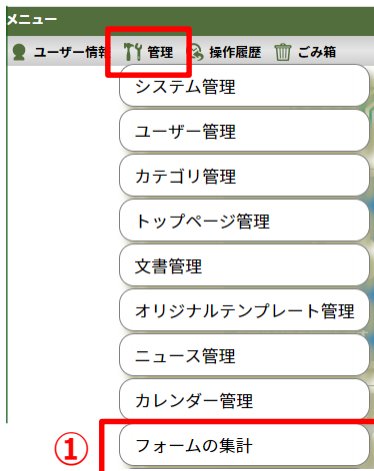 メニュー
ユーザー情報 管理 操作履歴 ごみ箱
システム管理
ユーザー管理
カテゴリ管理
トップページ管理
文書管理
オリジナルテンプレート管理
ニュース管理
カレンダー管理
① フォームの集計